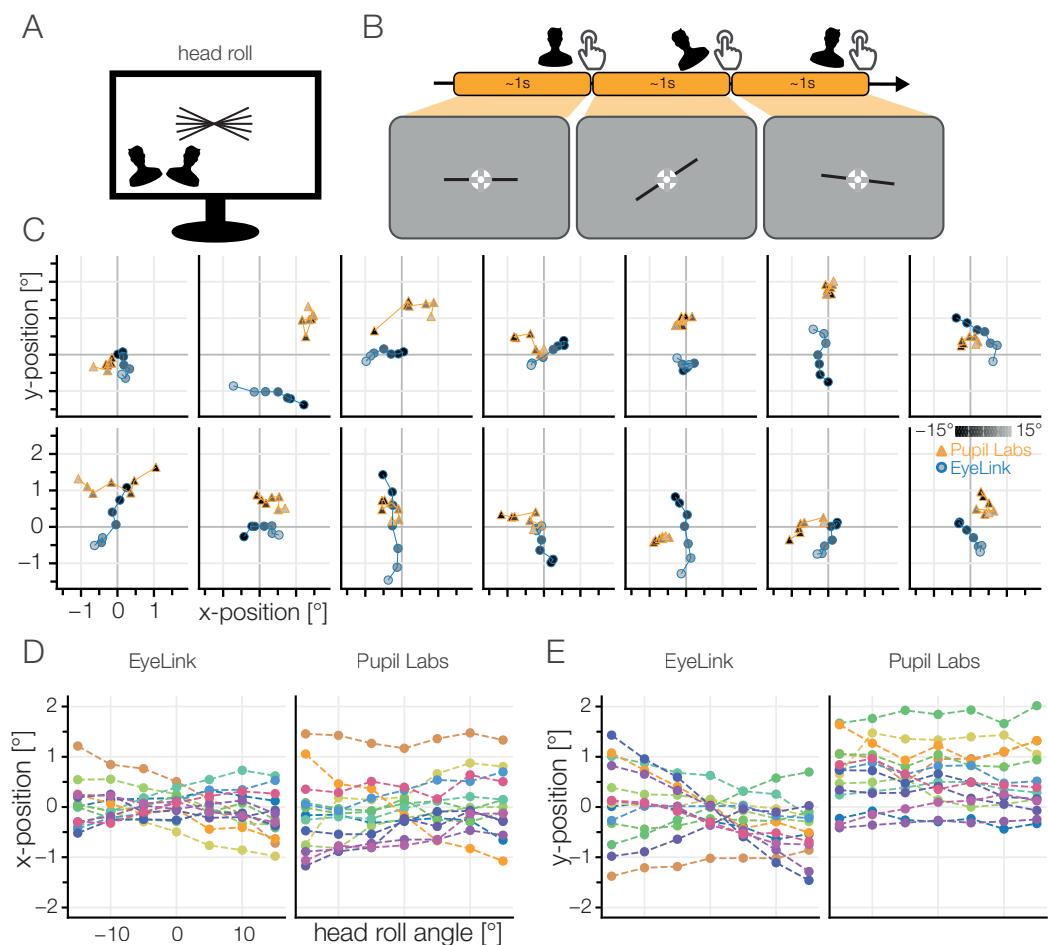 A
head roll
B
~1s
~1s
~1s
C
y-position [°]
−15° 15°
Pupil Labs
EyeLink
2
1
0
−1
−1 0 1
x-position [°]
D
EyeLink
Pupil Labs
x-position [°]
2
1
0
−1
−2
−10 0 10
head roll angle [°]
E
EyeLink
Pupil Labs
y-position [°]
2
1
0
−1
−2